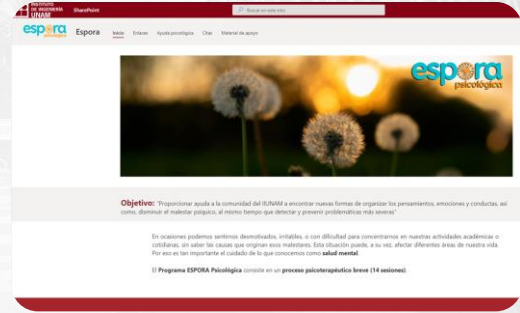 INSTITUTO
DE INGENIERÍA
UNAM
SharePoint
Buscar en este sitio
espora
psicológica
Espora
Inicio Enlaces Ayuda psicológica Citas Material de apoyo
espora
psicológica
Objetivo: "Proporcionar ayuda a la comunidad del IIUNAM a encontrar nuevas formas de organizar los pensamientos, emociones y conductas, así
como, disminuir el malestar psíquico, al mismo tiempo que detectar y prevenir problemáticas más severas"
En ocasiones podemos sentirnos desmotivados, irritables, o con dificultad para concentrarnos en nuestras actividades académicas o
cotidianas, sin saber las causas que originan esos malestares. Esta situación puede, a su vez, afectar diferentes áreas de nuestra vida.
Por eso es tan importante el cuidado de lo que conocemos como salud mental.
El Programa ESPORA Psicológica consiste en un proceso psicoterapéutico breve (14 sesiones).